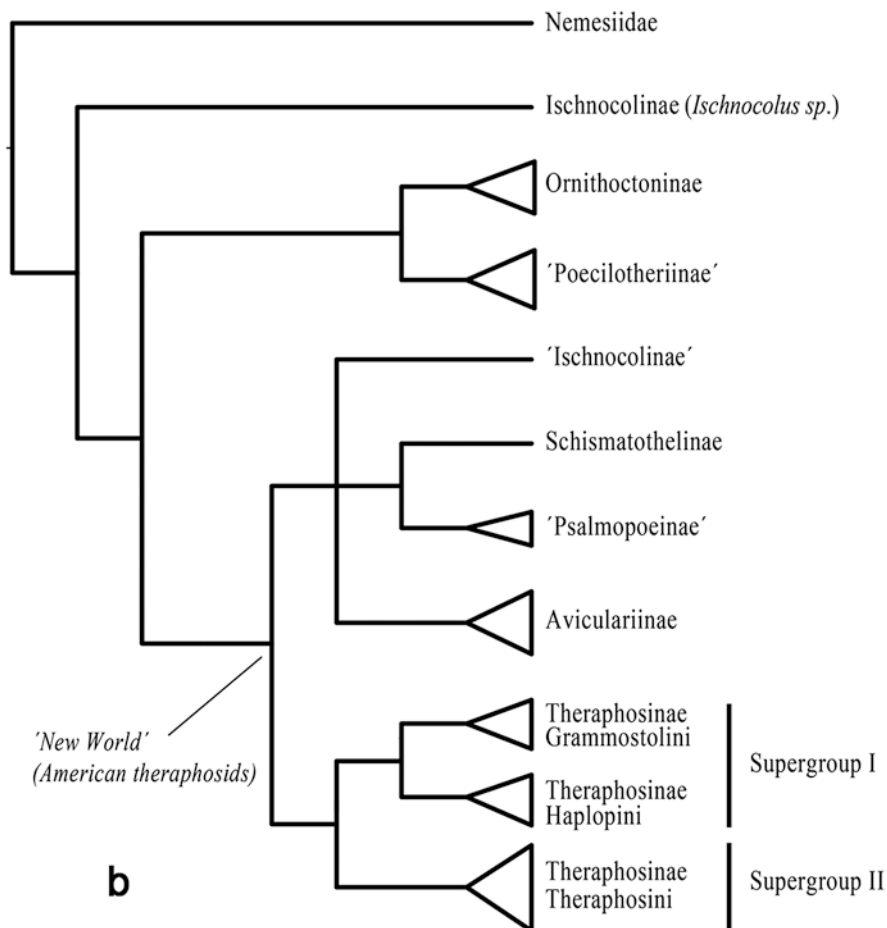 Nemesiidae
Ischnocolinae (Ischnocolus sp.)
Ornithoctoninae
´Poecilotheriinae´
´Ischnocolinae´
Schismatothelinae
´Psalmopoeinae´
Aviculariinae
Theraphosinae
Grammostolini
Theraphosinae
Haplopini
Theraphosinae
Theraphosini
Supergroup I
Supergroup II
´New World´
(American theraphosids)
b